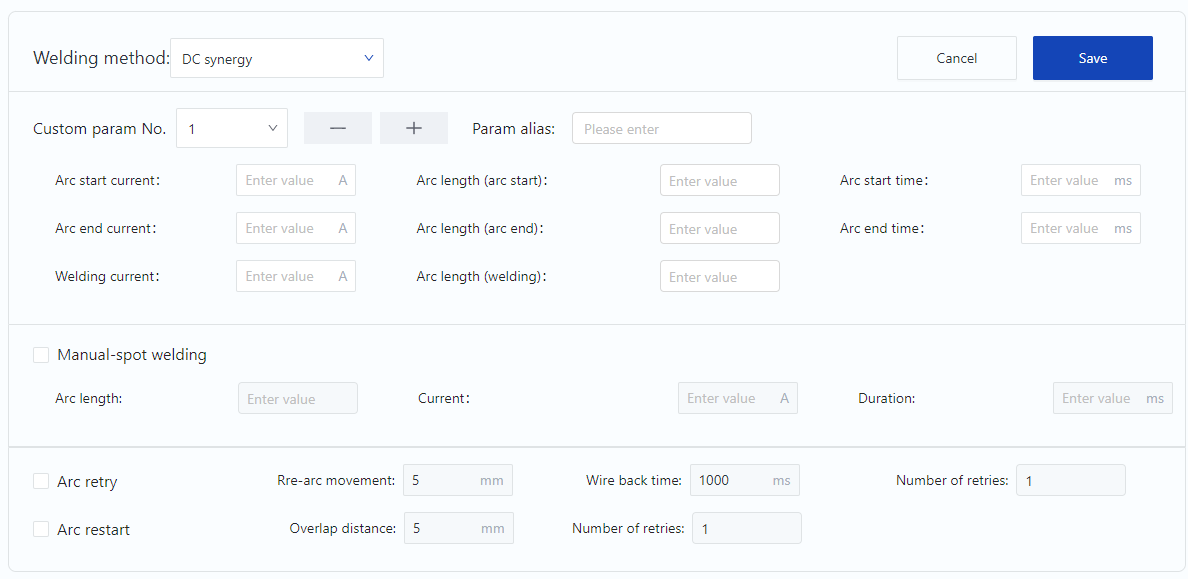 Welding method: DC synergy Cancel Save
Custom param No. 1 — + Param alias: Please enter
Arc start current: Enter value A Arc length (arc start): Enter value Arc start time: Enter value ms
Arc end current: Enter value A Arc length (arc end): Enter value Arc end time: Enter value ms
Welding current: Enter value A Arc length (welding): Enter value
Manual-spot welding
Arc length: Enter value Current: Enter value A Duration: Enter value ms
Arc retry Rre-arc movement: 5 mm Wire back time: 1000 ms Number of retries: 1
Arc restart Overlap distance: 5 mm Number of retries: 1